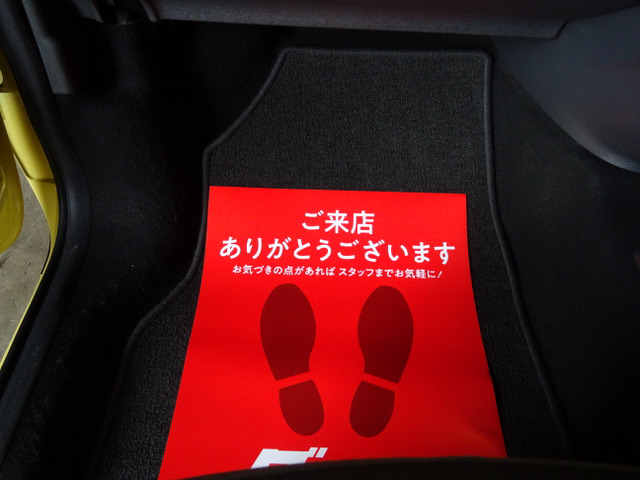 ご来店
ありがとうございます
お気づきの点があれば スタッフまでお気軽に!